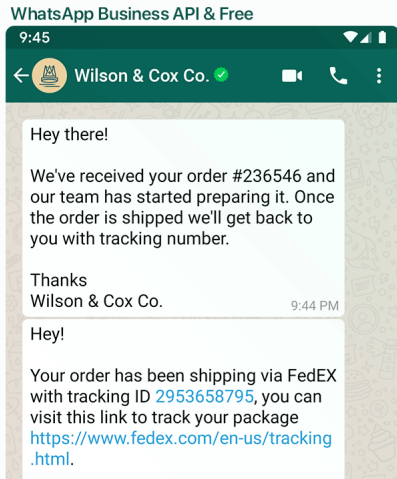 WhatsApp Business API & Free
9:45
Wilson & Cox Co.
Hey there!
We've received your order #236546 and
our team has started preparing it. Once
the order is shipped we'll get back to
you with tracking number.
Thanks
Wilson & Cox Co.
9:44 PM
Hey!
Your order has been shipping via FedEX
with tracking ID 2953658795, you can
visit this link to track your package
https://www.fedex.com/en-us/tracking
.html.